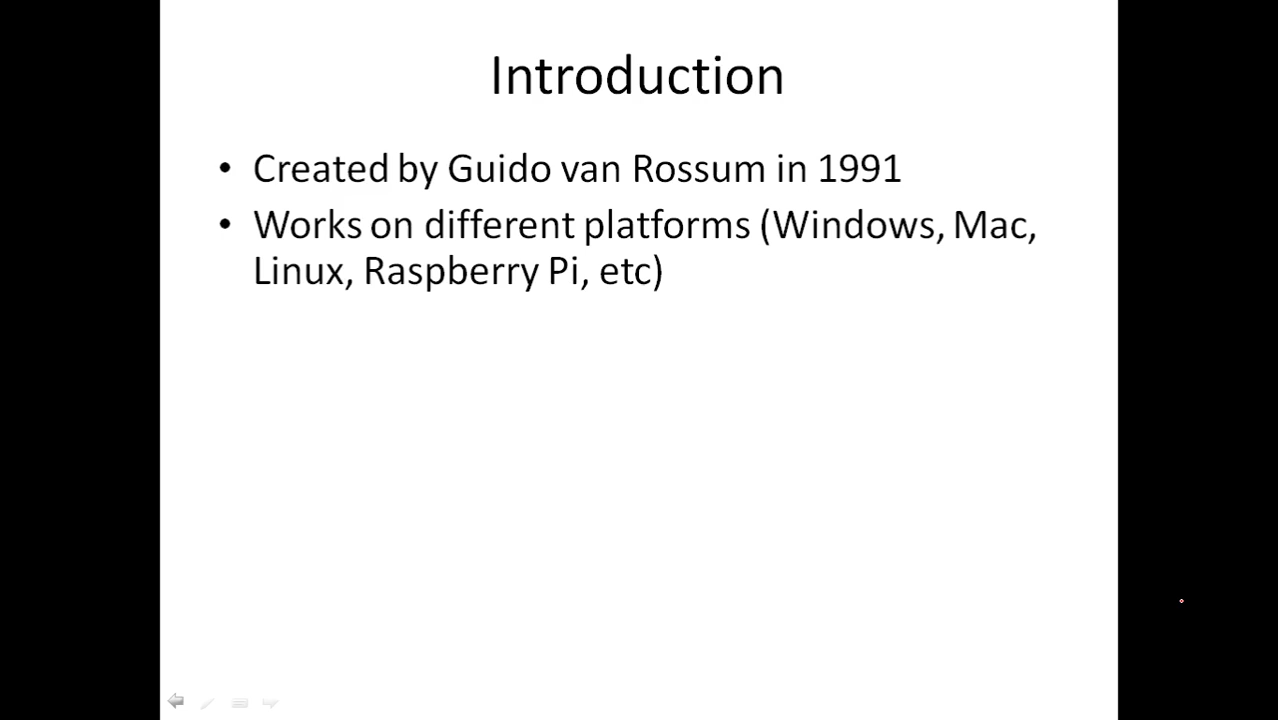 Introduction
• Created by Guido van Rossum in 1991
• Works on different platforms (Windows, Mac,
Linux, Raspberry Pi, etc)